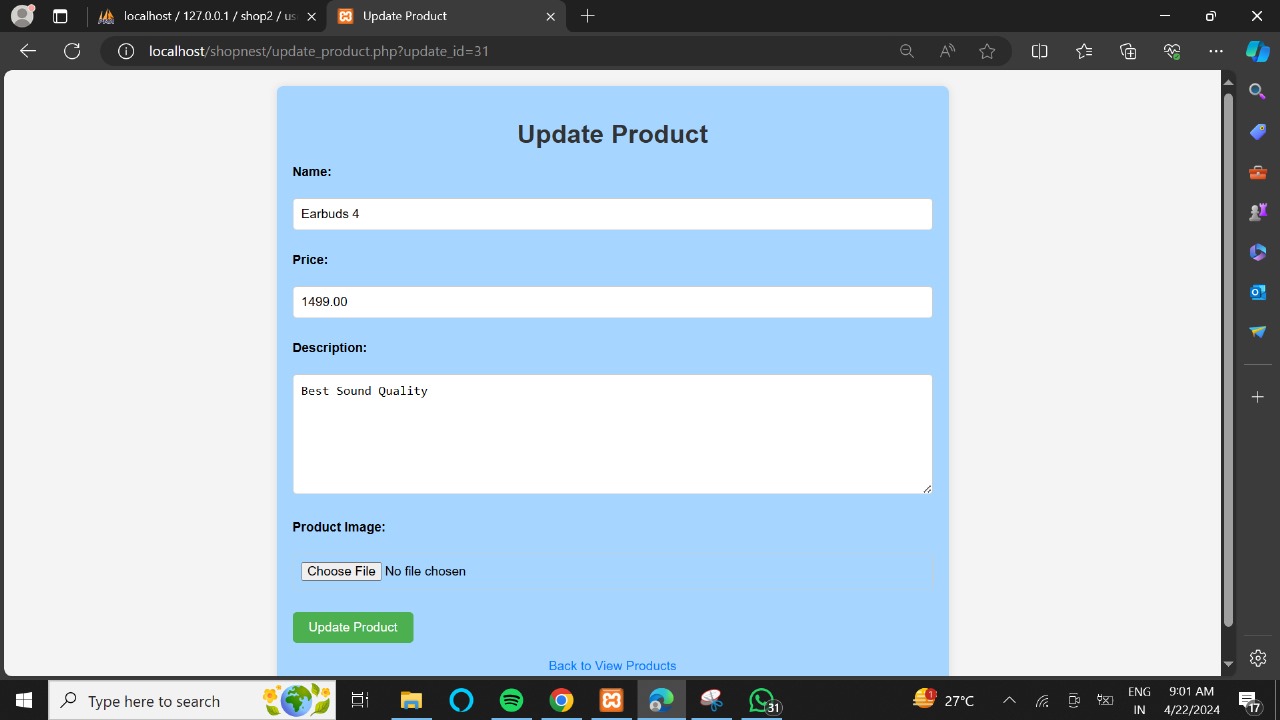 localhost / 127.0.0.1 / shop2 / us
Update Product
localhost/shopnest/update_product.php?update_id=31
Update Product
Name:
Earbuds 4
Price:
1499.00
Description:
Best Sound Quality
Product Image:
Choose File No file chosen
Update Product
Back to View Products
Type here to search
31
1
27°C
ENG
IN
9:01 AM
4/22/2024
17